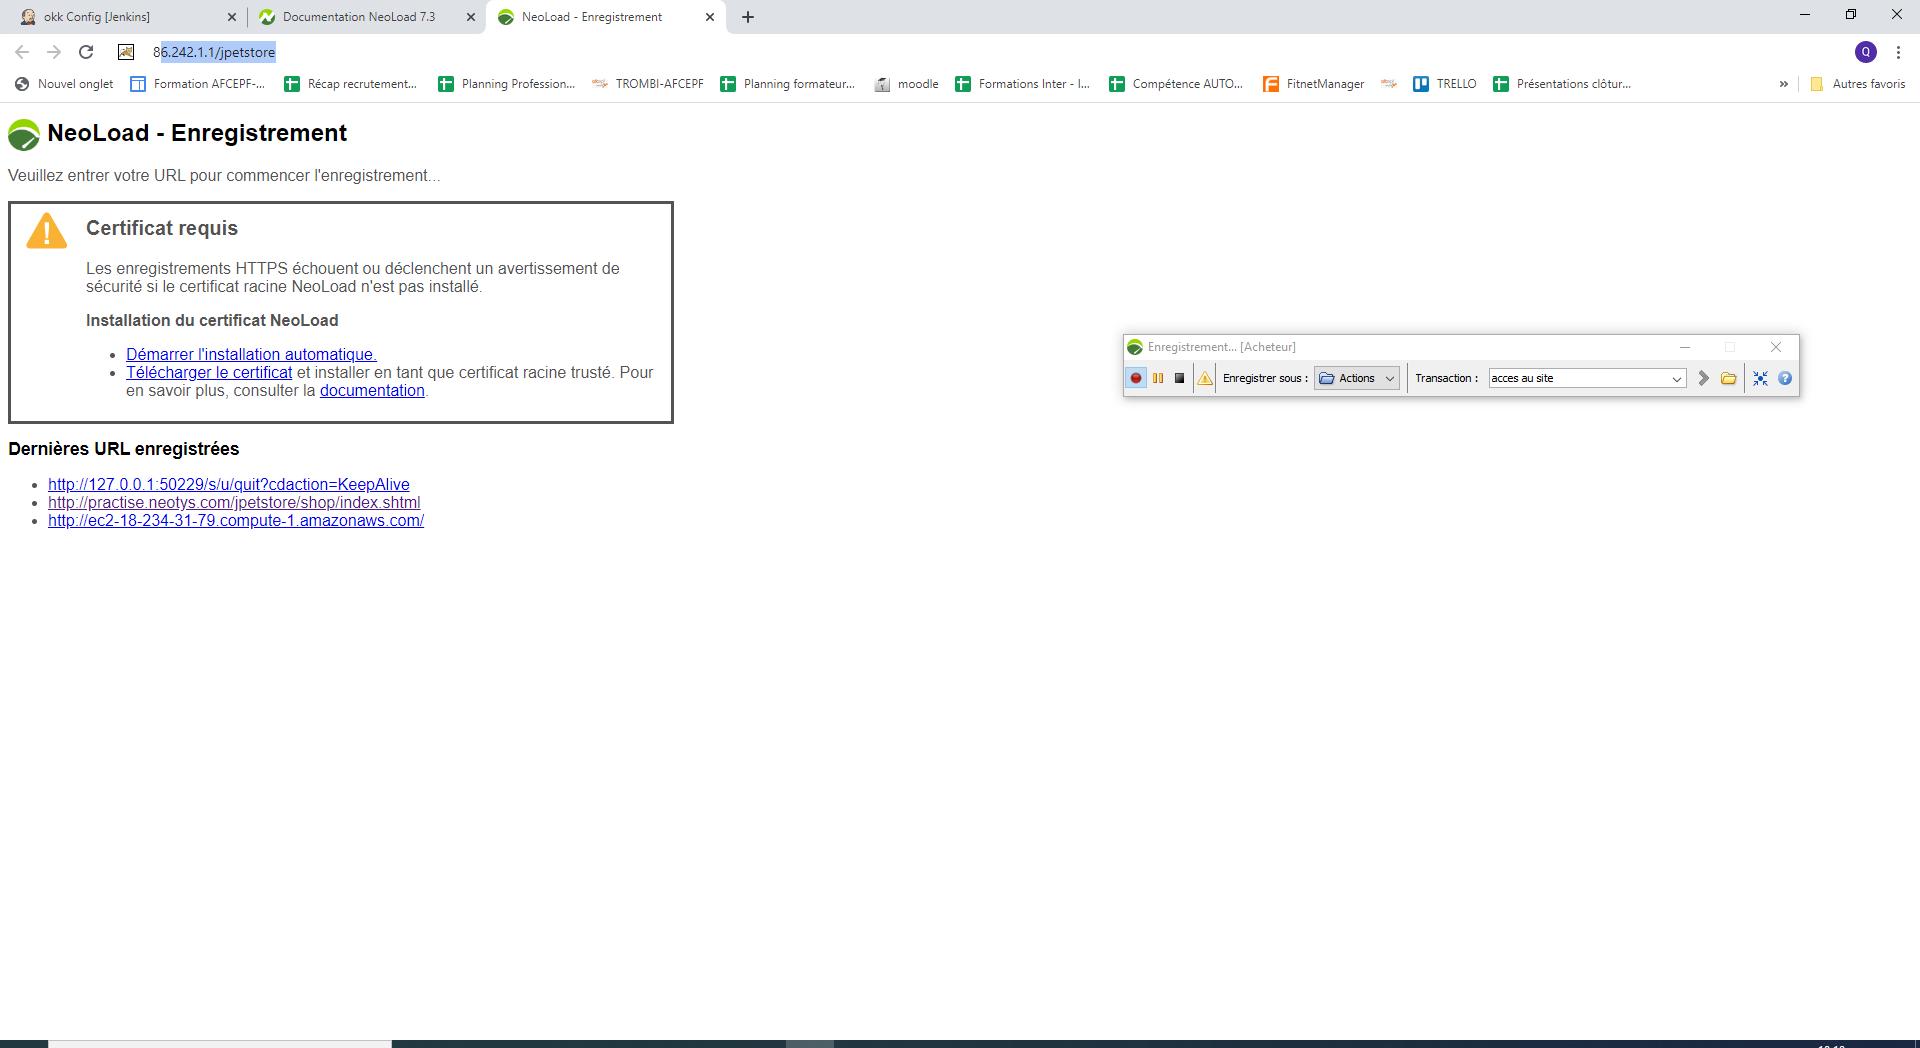 okk Config [Jenkins]
Documentation NeoLoad 7.3
NeoLoad - Enregistrement
86.242.1.1/jpetstore
Q
Nouvel onglet
Formation AFCEPF-...
Récap recrutement...
Planning Profession...
TROMBI-AFCEPF
Planning formateur...
moodle
Formations Inter - I...
Compétence AUTO...
FitnetManager
TRELLO
Présentations clôtur...
»
Autres favoris
NeoLoad - Enregistrement
Veuillez entrer votre URL pour commencer l'enregistrement...
Certificat requis
Les enregistrements HTTPS échouent ou déclenchent un avertissement de
sécurité si le certificat racine NeoLoad n'est pas installé.
Installation du certificat NeoLoad
• Démarrer l'installation automatique.
• Télécharger le certificat et installer en tant que certificat racine trusté. Pour
en savoir plus, consulter la documentation.
Enregistrement... [Acheteur]
Enregistrer sous : Actions
Transaction : acces au site
Dernières URL enregistrées
• http://127.0.0.1:50229/s/u/quit?cdaction=KeepAlive
• http://practise.neotys.com/jpetstore/shop/index.shtml
• http://ec2-18-234-31-79.compute-1.amazonaws.com/